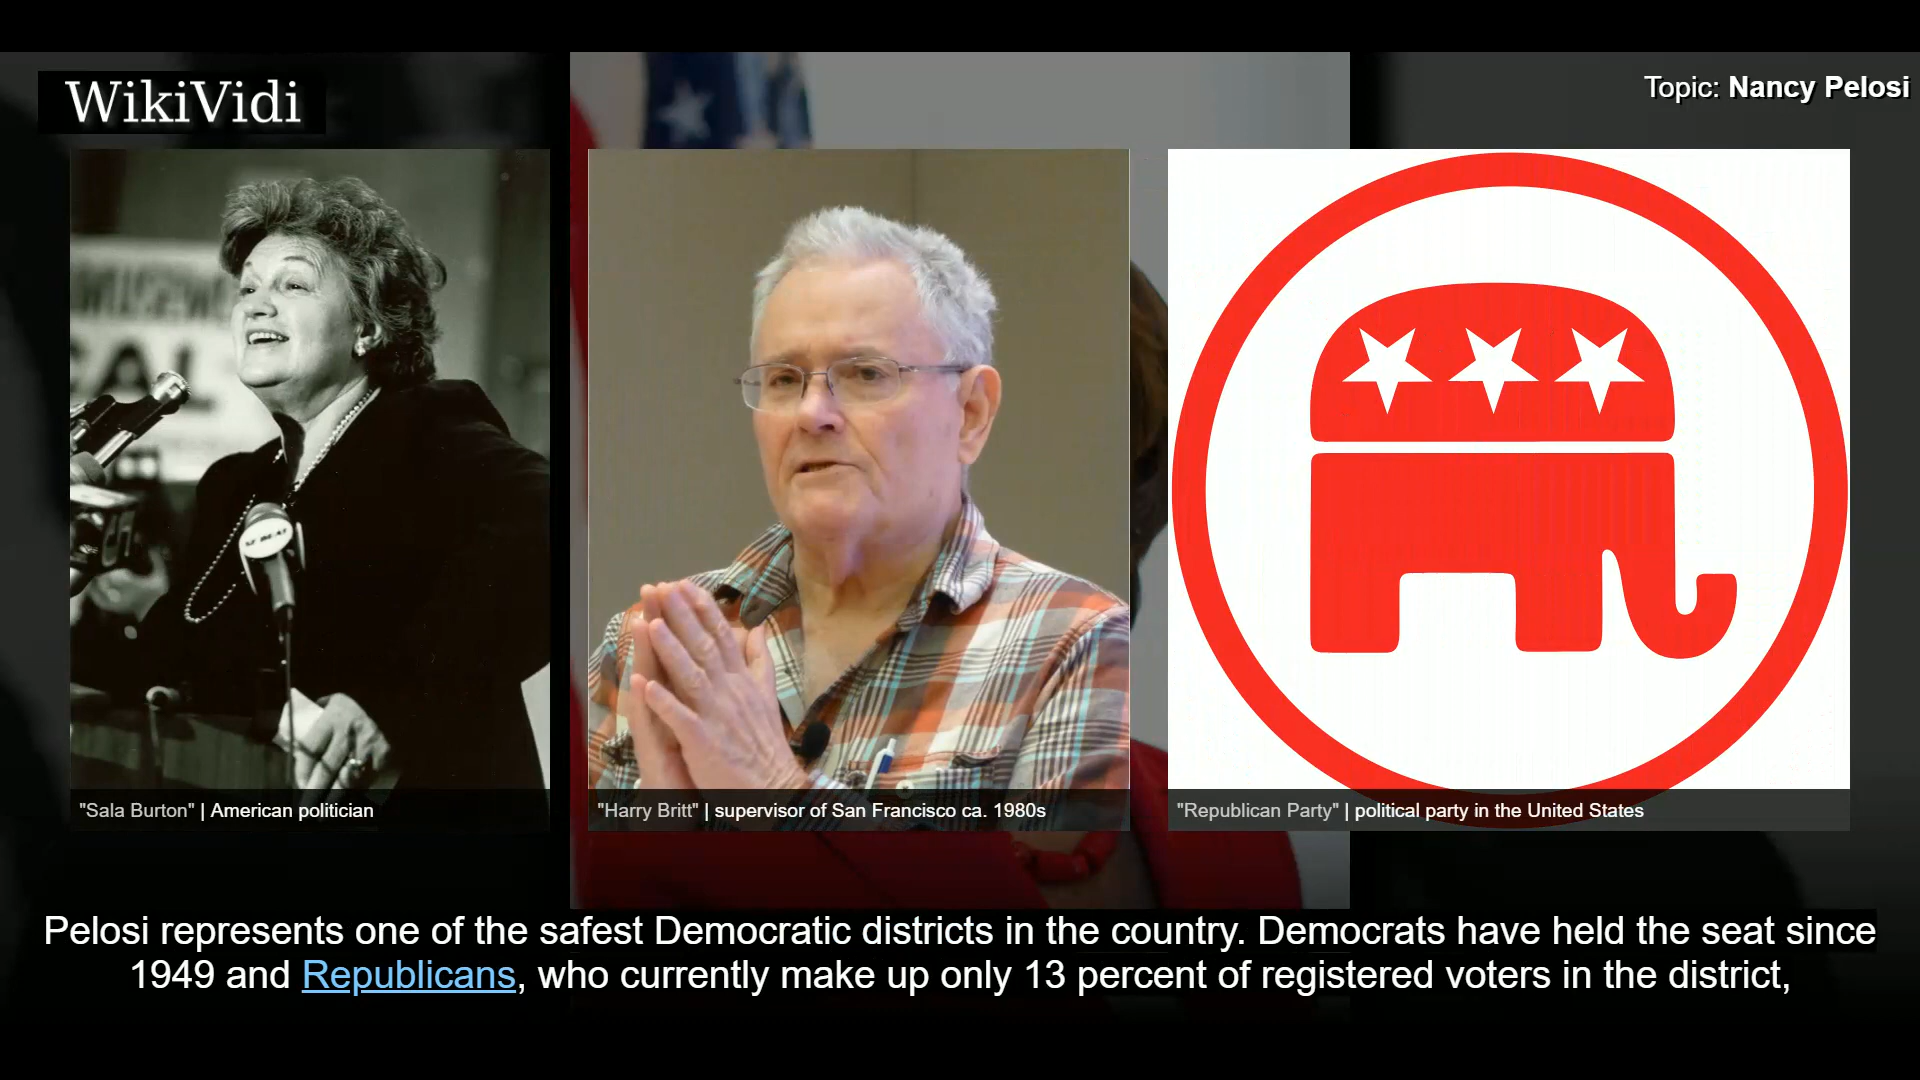 WikiVidi
Topic: Nancy Pelosi
"Sala Burton" | American politician
"Harry Britt" | supervisor of San Francisco ca. 1980s
"Republican Party" | political party in the United States
Pelosi represents one of the safest Democratic districts in the country. Democrats have held the seat since
1949 and Republicans, who currently make up only 13 percent of registered voters in the district,